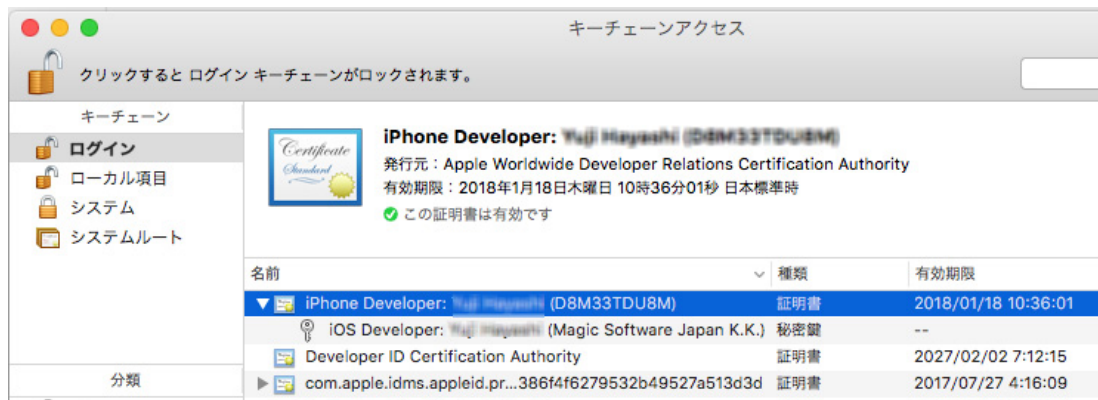 キーチェーンアクセス
クリックすると ログイン キーチェーンがロックされます。
キーチェーン
ログイン
ローカル項目
システム
システムルート
分類
Certificate
Standard
iPhone Developer:
発行元:Apple Worldwide Developer Relations Certification Authority
有効期限:2018年1月18日木曜日 10時36分01秒 日本標準時
この証明書は有効です
名前 種類 有効期限
iPhone Developer: (D8M33TDU8M) 証明書 2018/01/18 10:36:01
iOS Developer: (Magic Software Japan K.K.) 秘密鍵 --
Developer ID Certification Authority 証明書 2027/02/02 7:12:15
com.apple.idms.appleid.pr...386f4f6279532b49527a513d3d 証明書 2017/07/27 4:16:09